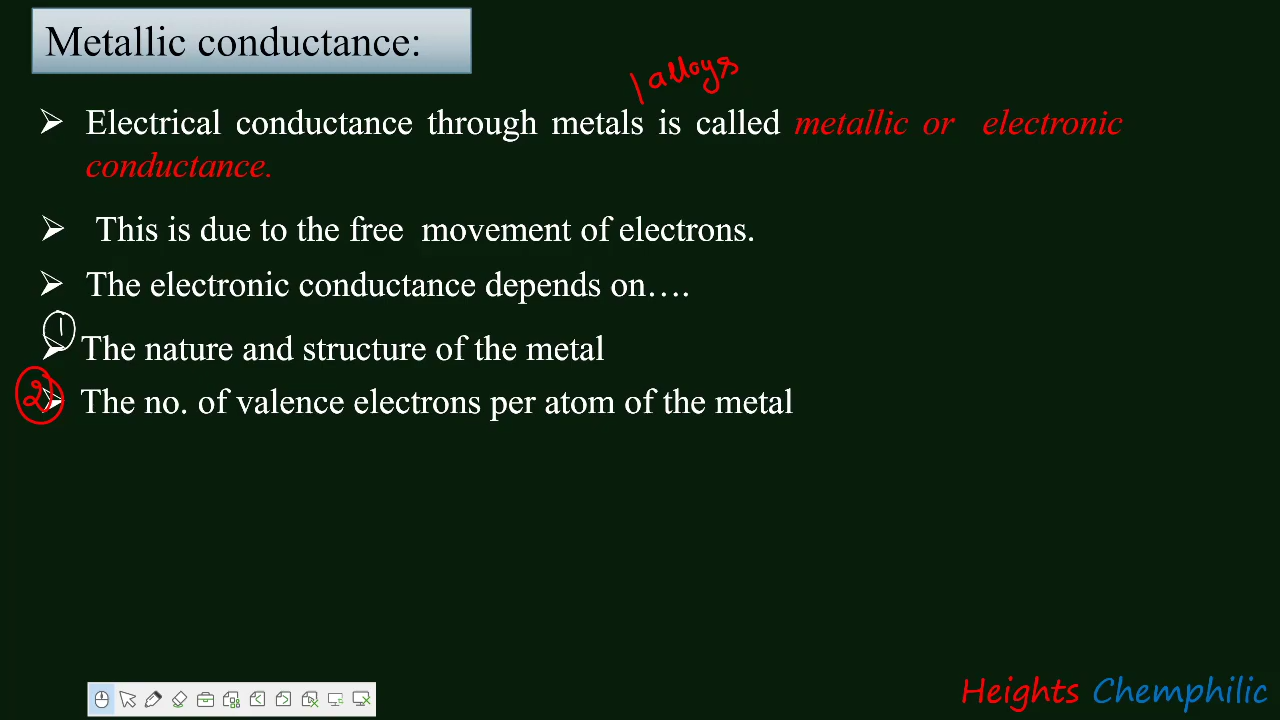 Metallic conductance:
/alloys
➢ Electrical conductance through metals is called metallic or electronic
conductance.
➢ This is due to the free movement of electrons.
➢ The electronic conductance depends on….
1
➢ The nature and structure of the metal
2 ➢ The no. of valence electrons per atom of the metal
Heights Chemphilic